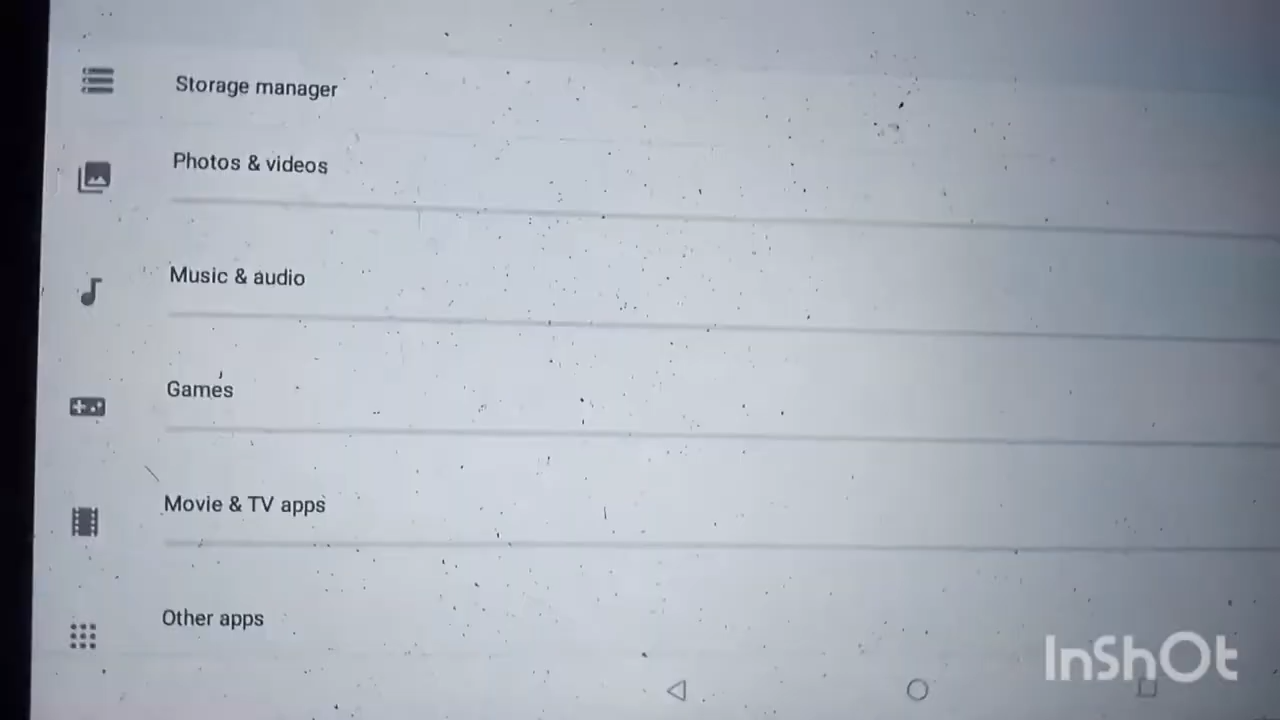 Storage manager
Photos & videos
Music & audio
Games
Movie & TV apps
Other apps
InShOt